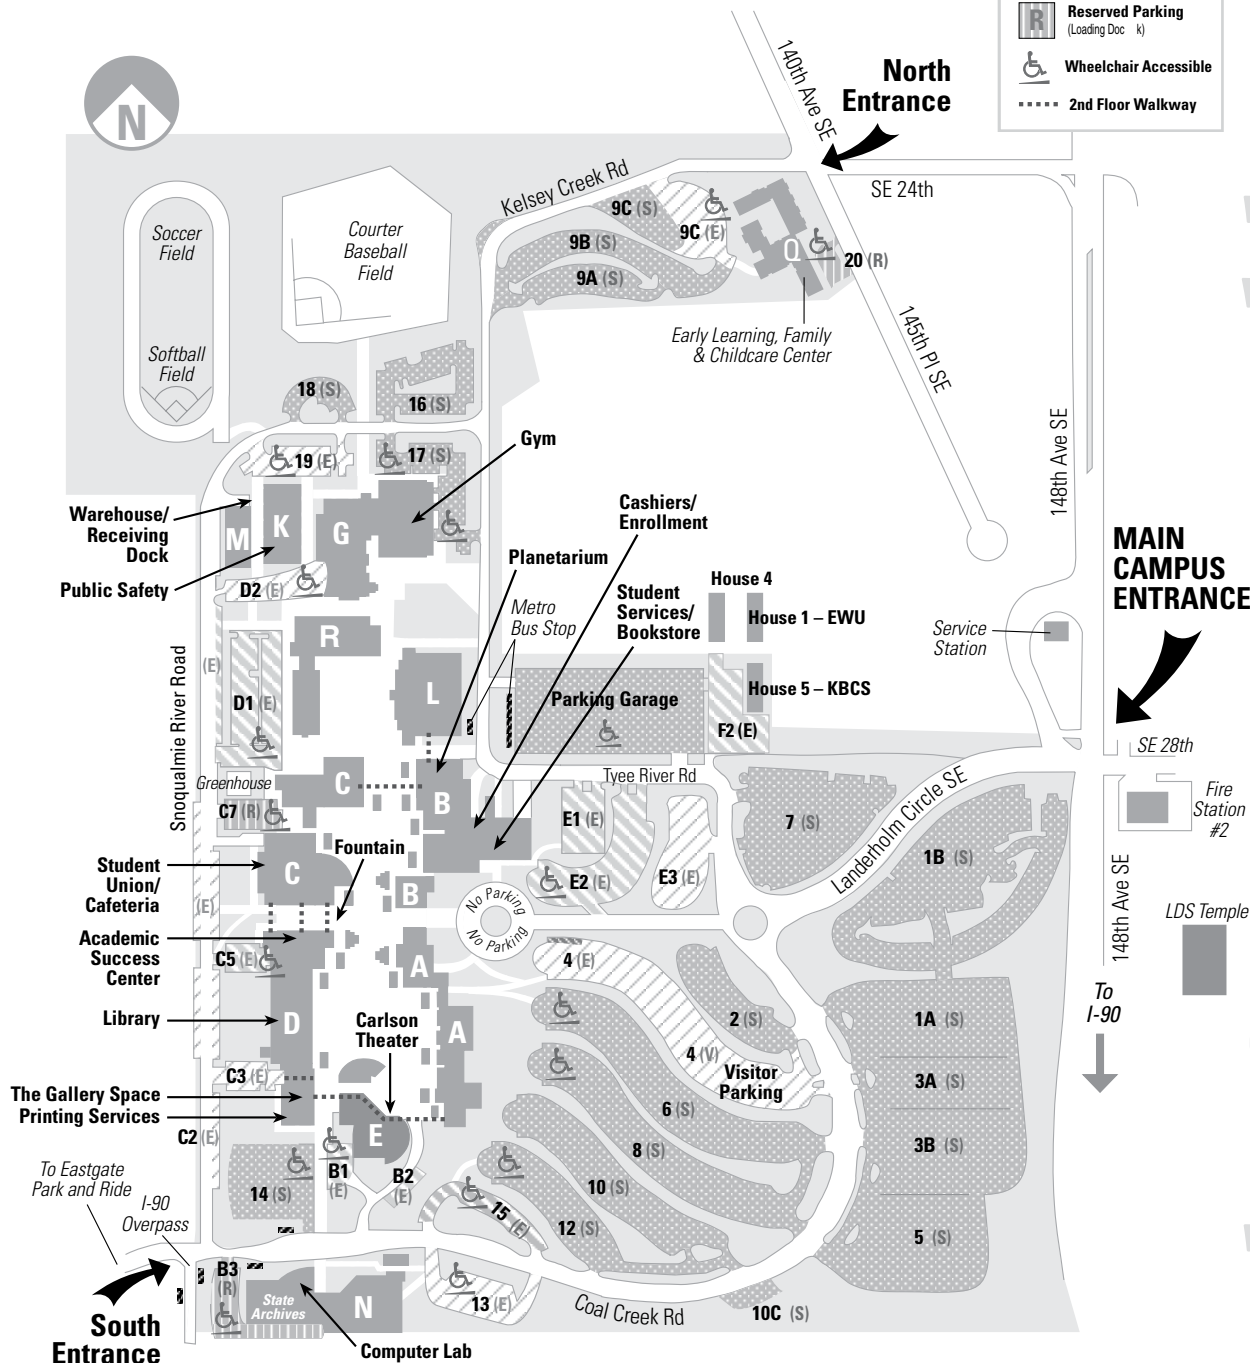 R
Reserved Parking
(Loading Doc k)
Wheelchair Accessible
2nd Floor Walkway
N
North
Entrance
140th Ave SE
Kelsey Creek Rd
SE 24th
9C (S)
9C (E)
9B (S)
9A (S)
Q
20 (R)
Early Learning, Family
& Childcare Center
145th Pl SE
148th Ave SE
Soccer
Field
Softball
Field
Courter
Baseball
Field
18 (S)
16 (S)
17 (S)
19 (E)
Gym
Warehouse/
Receiving
Dock
Public Safety
M
K
G
D2 (E)
Cashiers/
Enrollment
Planetarium
Student
Services/
Bookstore
Metro
Bus Stop
House 4
House 1 – EWU
House 5 – KBCS
Service
Station
MAIN
CAMPUS
ENTRANCE
R
(E)
D1 (E)
L
Parking Garage
F2 (E)
SE 28th
Snoqualmie River Road
Greenhouse
C
B
Tyee River Rd
C7 (R)
E1 (E)
E2 (E)
E3 (E)
7 (S)
Landerholm Circle SE
1B (S)
Fire
Station
#2
148th Ave SE
LDS Temple
To
I-90
Student
Union/
Cafeteria
C
Fountain
B
No Parking
No Parking
(E)
Academic
Success
Center
C5 (E)
A
4 (E)
2 (S)
4 (V)
Visitor
Parking
1A (S)
3A (S)
3B (S)
5 (S)
Library
D
Carlson
Theater
A
C3 (E)
The Gallery Space
Printing Services
C2 (E)
E
6 (S)
8 (S)
10 (S)
12 (S)
B1
(E)
B2
(E)
14 (S)
15 (E)
To Eastgate
Park and Ride
I-90
Overpass
B3
(R)
State
Archives
N
13 (E)
Coal Creek Rd
10C (S)
South
Entrance
Computer Lab